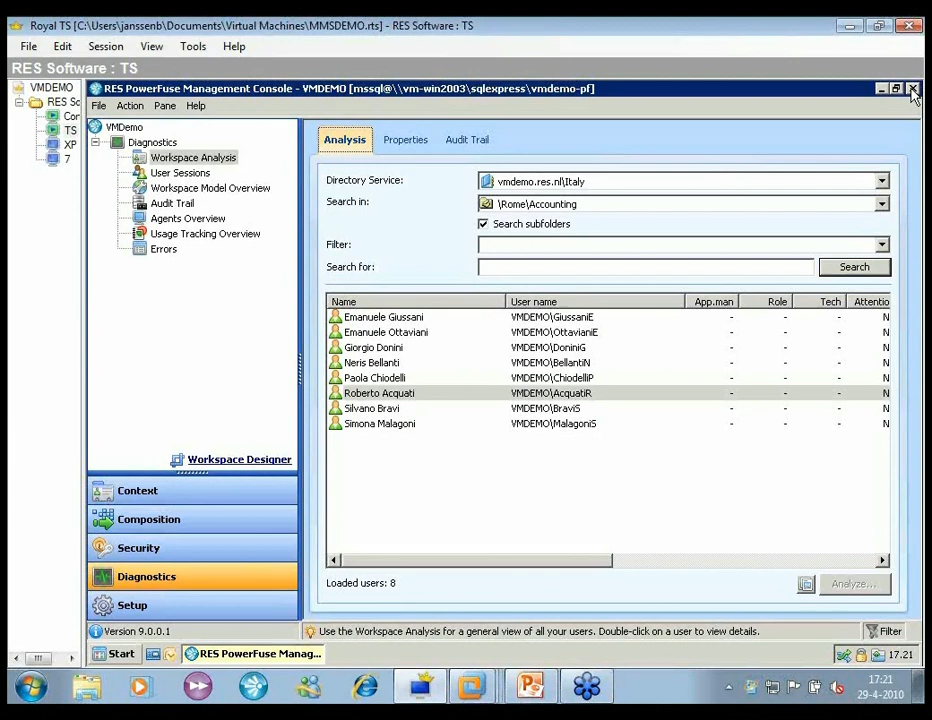 Royal TS [C:\Users\janssenb\Documents\Virtual Machines\MMSDEMO.rts] - RES Software : TS
File Edit Session View Tools Help
RES Software : TS
VMDEMO
RES Sc
Cor
TS
XP
7
RES PowerFuse Management Console - VMDEMO [mssql@\\vm-win2003\sqlexpress\vmdemo-pf]
File Action Pane Help
VMDemo
Diagnostics
Workspace Analysis
User Sessions
Workspace Model Overview
Audit Trail
Agents Overview
Usage Tracking Overview
Errors
Workspace Designer
Context
Composition
Security
Diagnostics
Setup
Analysis Properties Audit Trail
Directory Service: vmdemo.res.nl\Italy
Search in: \Rome\Accounting
Search subfolders
Filter:
Search for: Search
Name User name App.man Role Tech Attentio
Emanuele Giussani VMDEMO\GiussaniE - - - N
Emanuele Ottaviani VMDEMO\OttavianiE - - - N
Giorgio Donini VMDEMO\DoniniG - - - N
Neris Bellanti VMDEMO\BellantiN - - - N
Paola Chiodelli VMDEMO\ChiodelliP - - - N
Roberto Acquati VMDEMO\AcquatiR - - - N
Silvano Bravi VMDEMO\BraviS - - - N
Simona Malagoni VMDEMO\MalagoniS - - - N
Loaded users: 8 Analyze...
Version 9.0.0.1 Use the Workspace Analysis for a general view of all your users. Double-click on a user to view details. Filter
Start RES PowerFuse Manag... 17.21
17:21
29-4-2010